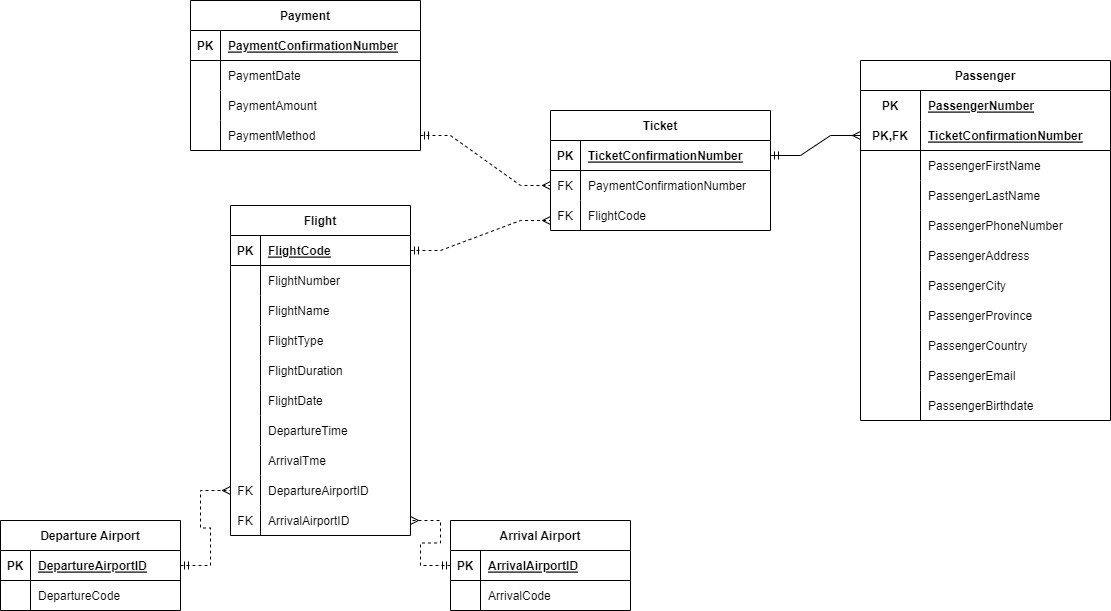 Payment
PK PaymentConfirmationNumber
PaymentDate
PaymentAmount
PaymentMethod
Ticket
PK TicketConfirmationNumber
FK PaymentConfirmationNumber
FK FlightCode
Passenger
PK PassengerNumber
PK,FK TicketConfirmationNumber
PassengerFirstName
PassengerLastName
PassengerPhoneNumber
PassengerAddress
PassengerCity
PassengerProvince
PassengerCountry
PassengerEmail
PassengerBirthdate
Flight
PK FlightCode
FlightNumber
FlightName
FlightType
FlightDuration
FlightDate
DepartureTime
ArrivalTme
FK DepartureAirportID
FK ArrivalAirportID
Departure Airport
PK DepartureAirportID
DepartureCode
Arrival Airport
PK ArrivalAirportID
ArrivalCode